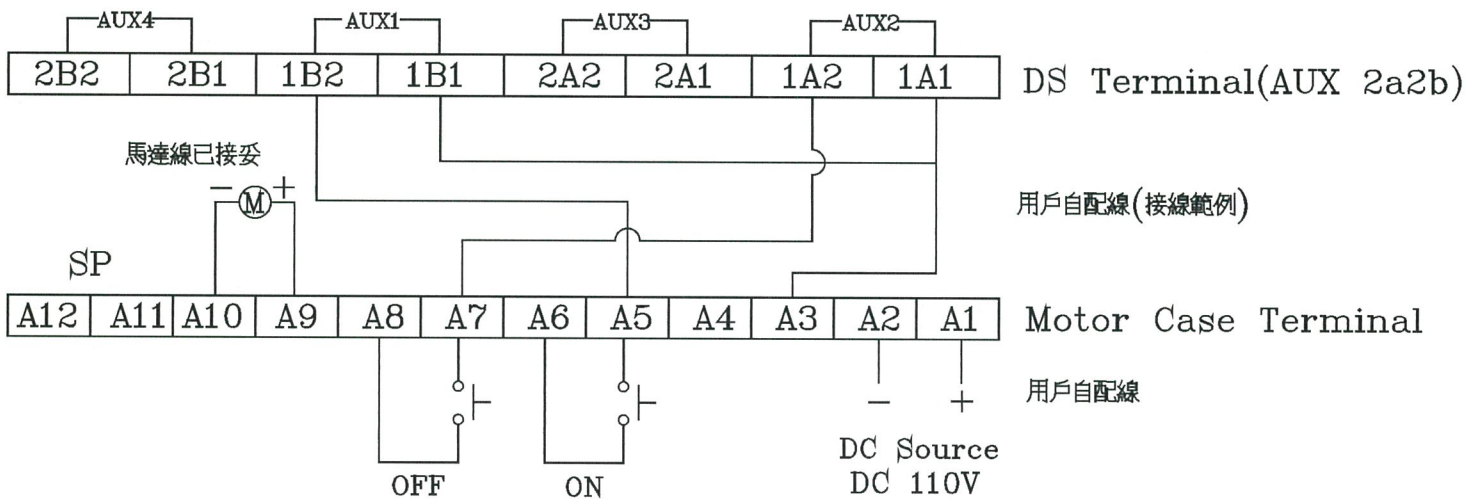 AUX4 AUX1 AUX3 AUX2
2B2 2B1 1B2 1B1 2A2 2A1 1A2 1A1 DS Terminal(AUX 2a2b)
馬達線已接妥
- M + 用戶自配線(接線範例)
SP
A12 A11 A10 A9 A8 A7 A6 A5 A4 A3 A2 A1 Motor Case Terminal
- + 用戶自配線
DC Source
OFF ON DC 110V